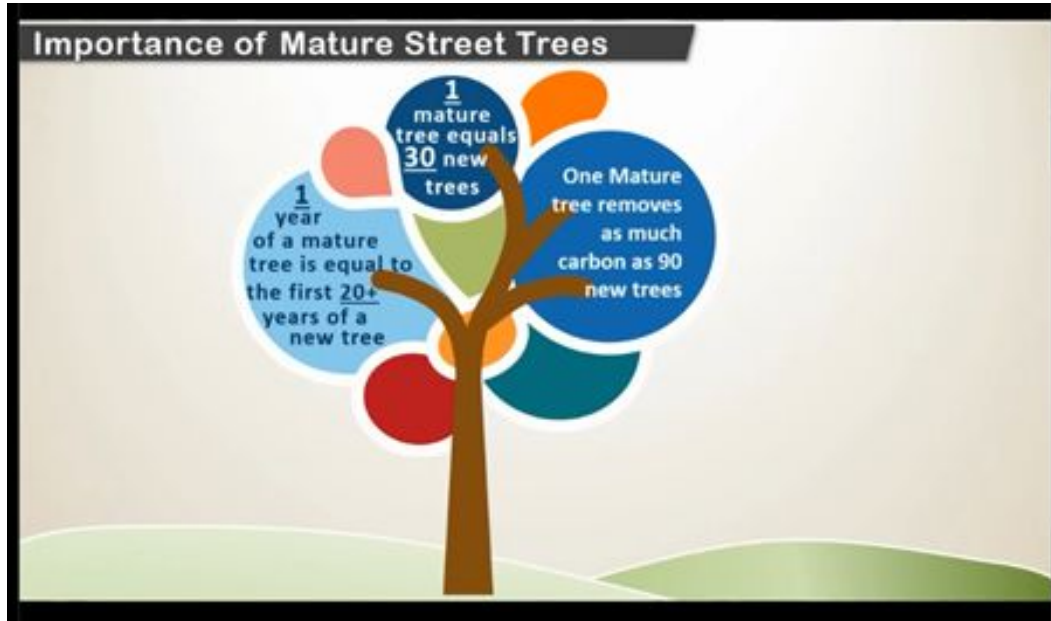 Importance of Mature Street Trees
1
mature
tree equals
30 new
trees
1
year
of a mature
tree is equal to
the first 20+
years of a
new tree
One Mature
tree removes
as much
carbon as 90
new trees